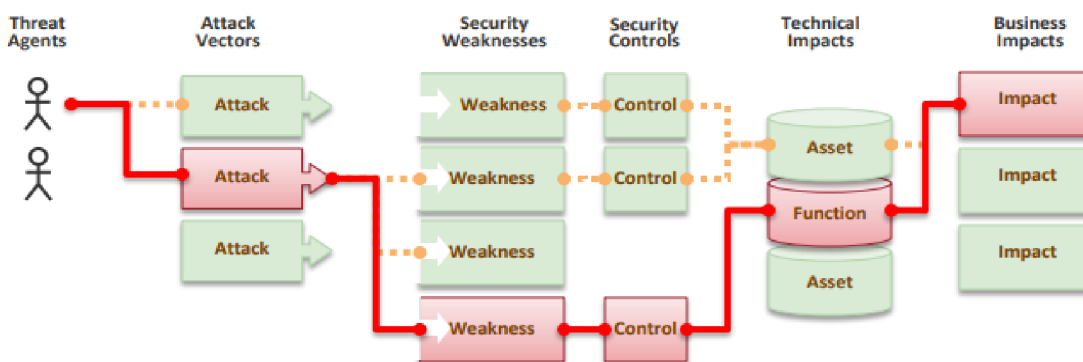 Threat Agents
Attack Vectors
Security Weaknesses
Security Controls
Technical Impacts
Business Impacts
Attack
Weakness
Control
Impact
Asset
Attack
Weakness
Control
Impact
Function
Attack
Weakness
Impact
Asset
Weakness
Control